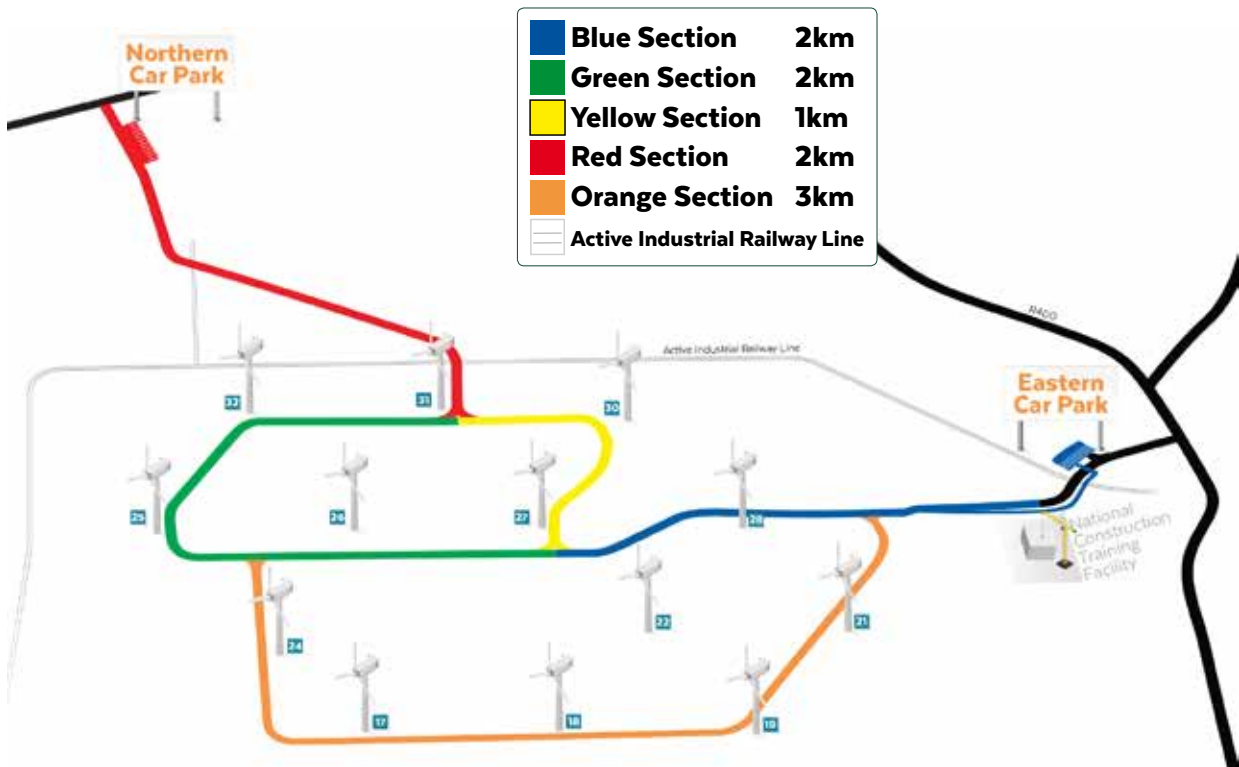 Northern
Car Park
Blue Section 2km
Green Section 2km
Yellow Section 1km
Red Section 2km
Orange Section 3km
Active Industrial Railway Line
R400
Active Industrial Railway Line
Eastern
Car Park
32
31
30
25
26
27
28
National
Construction
Training
Facility
24
22
21
17
18
19